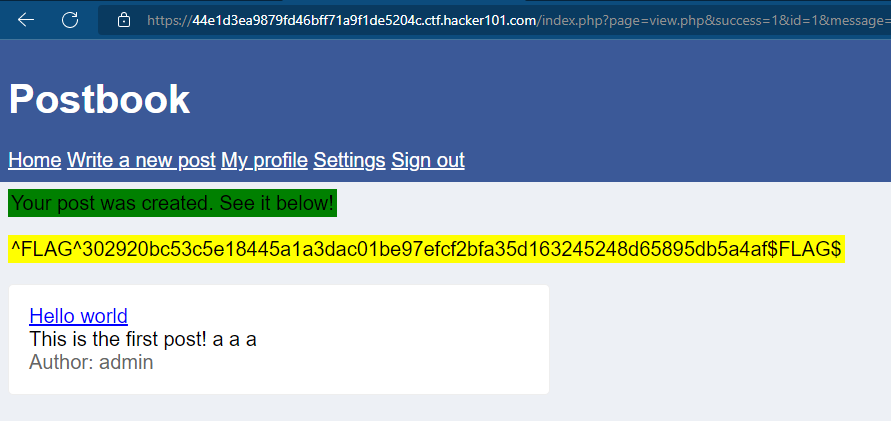 https://44e1d3ea9879fd46bff71a9f1de5204c.ctf.hacker101.com/index.php?page=view.php&success=1&id=1&message=
Postbook
Home Write a new post My profile Settings Sign out
Your post was created. See it below!
^FLAG^302920bc53c5e18445a1a3dac01be97efcf2bfa35d163245248d65895db5a4af$FLAG$
Hello world
This is the first post! a a a
Author: admin